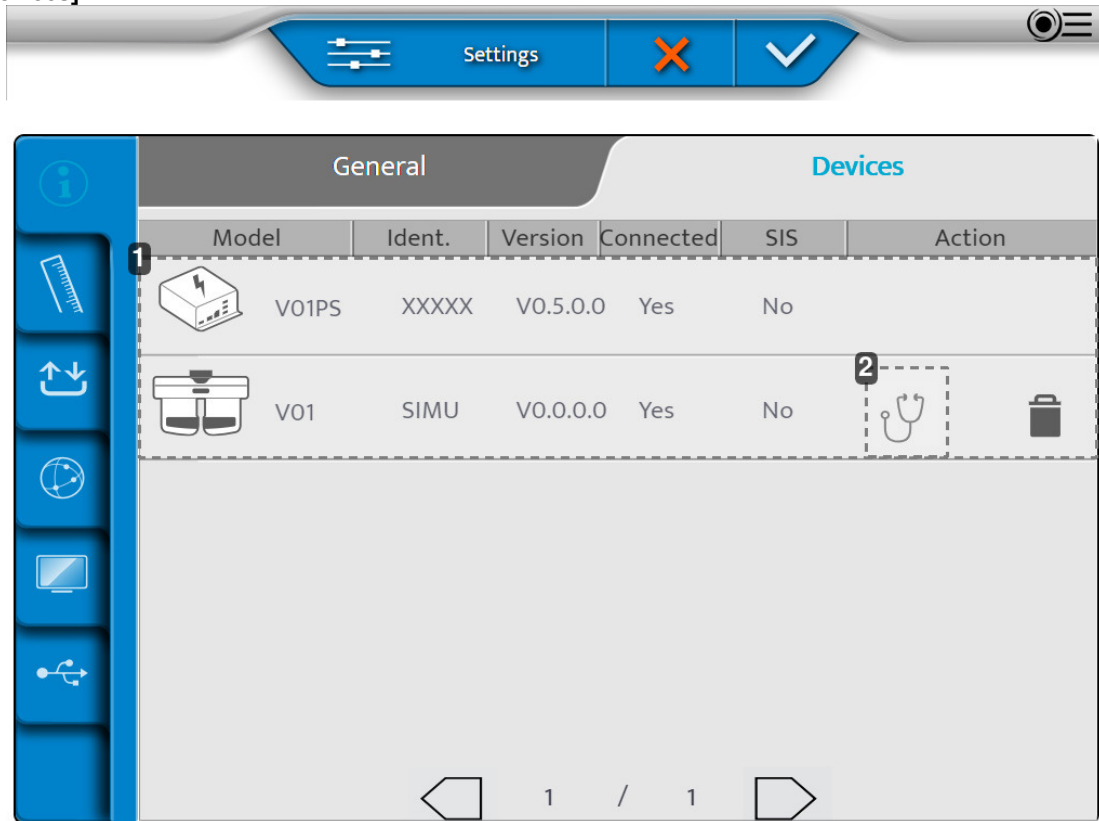 Settings
General Devices
Model Ident. Version Connected SIS Action
1
V01PS XXXXX V0.5.0.0 Yes No
2
V01 SIMU V0.0.0.0 Yes No
1 / 1